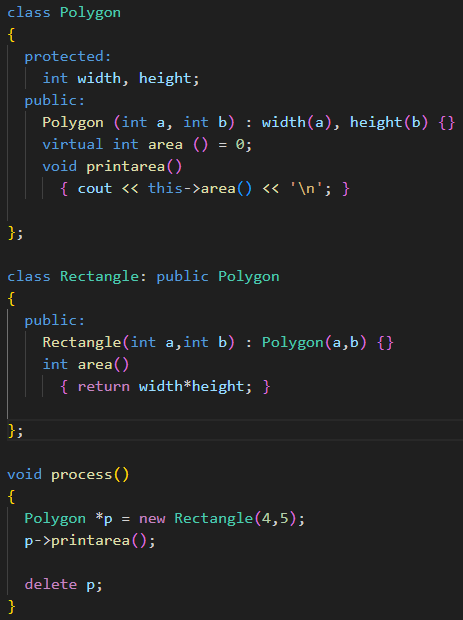 class Polygon
{
  protected:
    int width, height;
  public:
    Polygon (int a, int b) : width(a), height(b) {}
    virtual int area () = 0;
    void printarea()
      { cout << this->area() << '\n'; }

};

class Rectangle: public Polygon
{
  public:
    Rectangle(int a,int b) : Polygon(a,b) {}
    int area()
      { return width*height; }

};

void process()
{
  Polygon *p = new Rectangle(4,5);
  p->printarea();

  delete p;
}